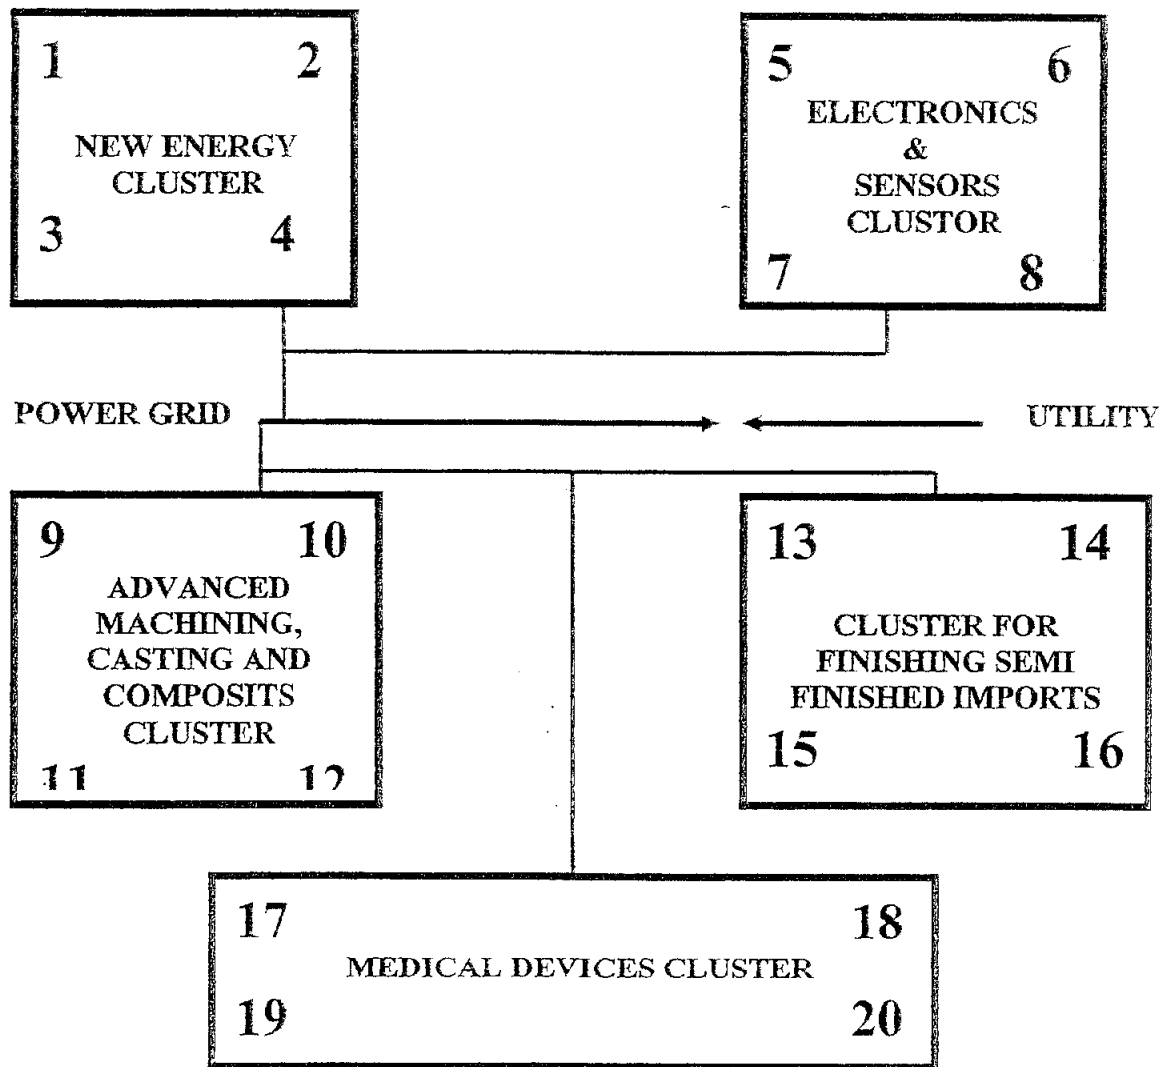 1 2
NEW ENERGY
CLUSTER
3 4
5 6
ELECTRONICS
&
SENSORS
CLUSTOR
7 8
POWER GRID
UTILITY
9 10
ADVANCED
MACHINING,
CASTING AND
COMPOSITS
CLUSTER
11 12
13 14
CLUSTER FOR
FINISHING SEMI
FINISHED IMPORTS
15 16
17 18
MEDICAL DEVICES CLUSTER
19 20